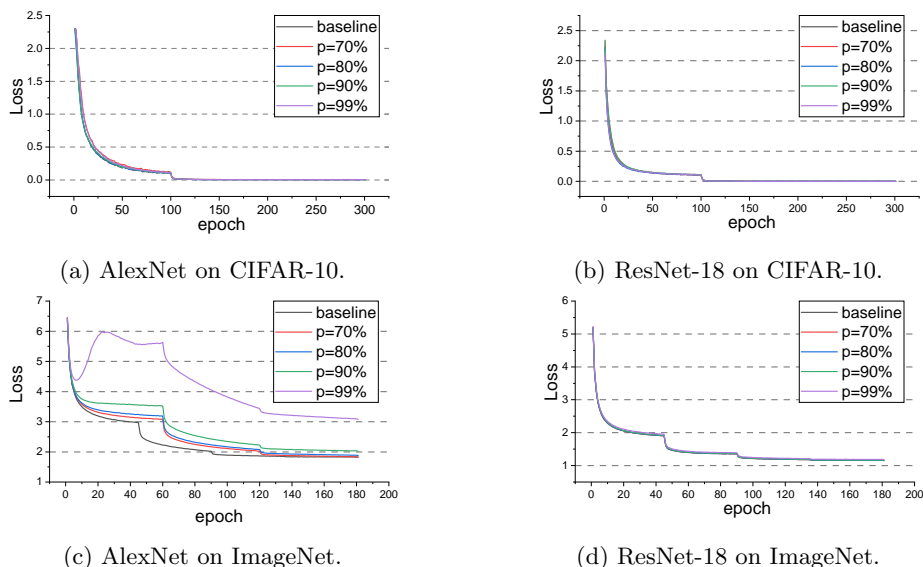 2.5
2.0
1.5
1.0
0.5
0.0
Loss
0 50 100 150 200 250 300
epoch
baseline
p=70%
p=80%
p=90%
p=99%
(a) AlexNet on CIFAR-10.
2.5
2.0
1.5
1.0
0.5
0.0
Loss
0 50 100 150 200 250 300
epoch
baseline
p=70%
p=80%
p=90%
p=99%
(b) ResNet-18 on CIFAR-10.
7
6
5
4
3
2
1
Loss
0 20 40 60 80 100 120 140 160 180 200
epoch
baseline
p=70%
p=80%
p=90%
p=99%
(c) AlexNet on ImageNet.
6
5
4
3
2
1
Loss
0 20 40 60 80 100 120 140 160 180 200
epoch
baseline
p=70%
p=80%
p=90%
p=99%
(d) ResNet-18 on ImageNet.